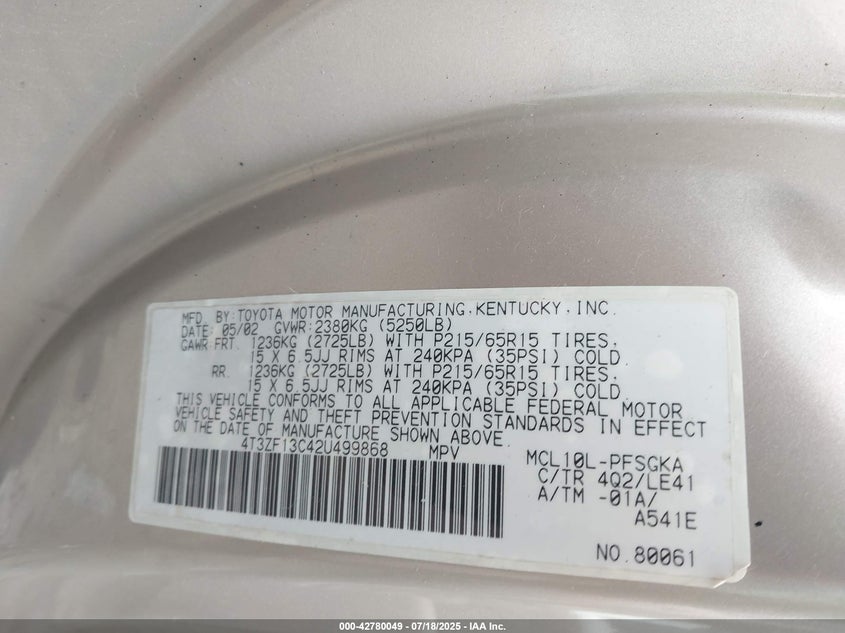 MFD. BY:TOYOTA MOTOR MANUFACTURING,KENTUCKY,INC.
DATE: 05/02 GVWR:2380KG (5250LB)
GAWR:FRT. 1236KG (2725LB) WITH P215/65R15 TIRES,
15 X 6.5JJ RIMS AT 240KPA (35PSI) COLD.
RR. 1236KG (2725LB) WITH P215/65R15 TIRES,
15 X 6.5JJ RIMS AT 240KPA (35PSI) COLD.
THIS VEHICLE CONFORMS TO ALL APPLICABLE FEDERAL MOTOR
VEHICLE SAFETY AND THEFT PREVENTION STANDARDS IN EFFECT
ON THE DATE OF MANUFACTURE SHOWN ABOVE.
4T3ZF13C42U499868 MPV
MCL10L-PFSGKA
C/TR 4Q2/LE41
A/TM -01A/
A541E
NO.80061
000-42780049 - 07/18/2025 - IAA Inc.